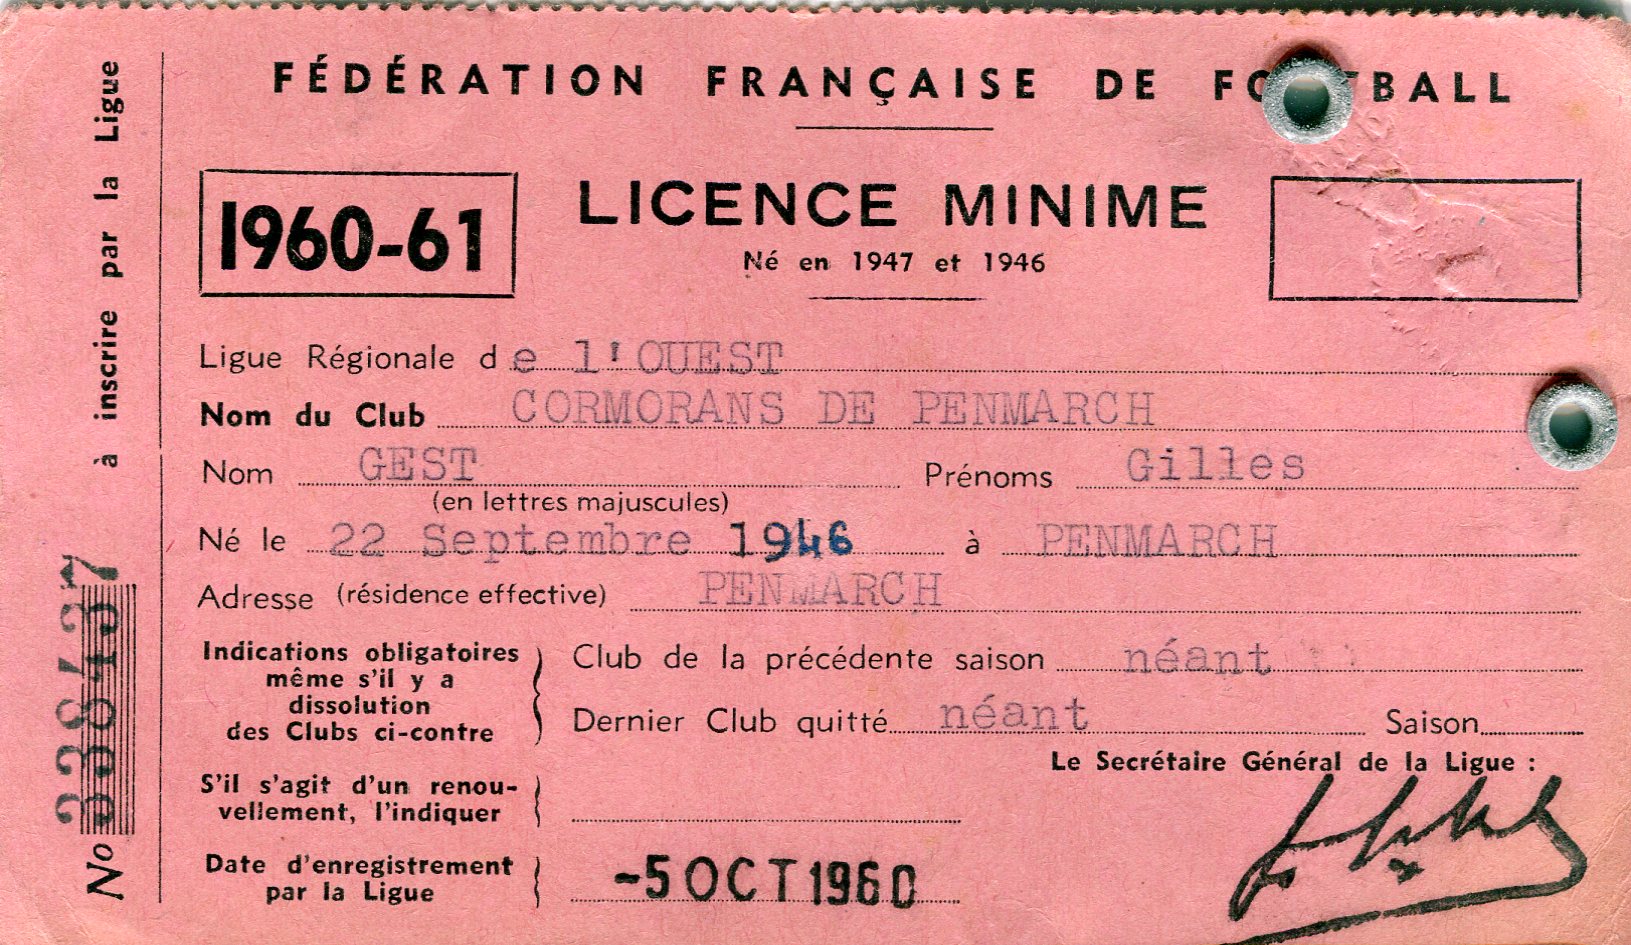 FÉDÉRATION FRANÇAISE DE FOOTBALL
1960-61
LICENCE MINIME
Né en 1947 et 1946
Ligue Régionale de l'OUEST
Nom du Club CORMORANS DE PENMARCH
Nom GEST Prénoms Gilles
(en lettres majuscules)
Né le 22 Septembre 1946 à PENMARCH
Adresse (résidence effective) PENMARCH
Indications obligatoires
même s'il y a
dissolution
des Clubs ci-contre
Club de la précédente saison néant
Dernier Club quitté néant Saison
Le Secrétaire Général de la Ligue :
S'il s'agit d'un renou-
vellement, l'indiquer
Date d'enregistrement
par la Ligue
-5 OCT 1960
No 338437
à inscrire par la Ligue